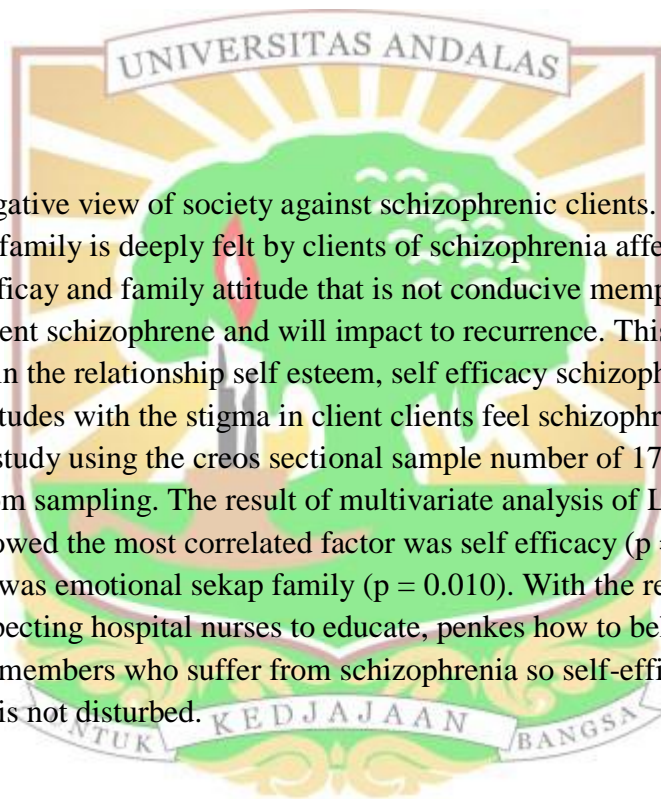 UNIVERSITAS ANDALAS
gative view of society against schizophrenic clients.
family is deeply felt by clients of schizophrenia affe
ficay and family attitude that is not conducive memp
ent schizophrene and will impact to recurrence. This
in the relationship self esteem, self efficacy schizoph
tudes with the stigma in client clients feel schizophr
study using the creos sectional sample number of 17
om sampling. The result of multivariate analysis of L
owed the most correlated factor was self efficacy (p =
was emotional sekap family (p = 0.010). With the re
pecting hospital nurses to educate, penkes how to be
members who suffer from schizophrenia so self-effi
is not disturbed.
NTUK KEDJAJAAN BANGSA